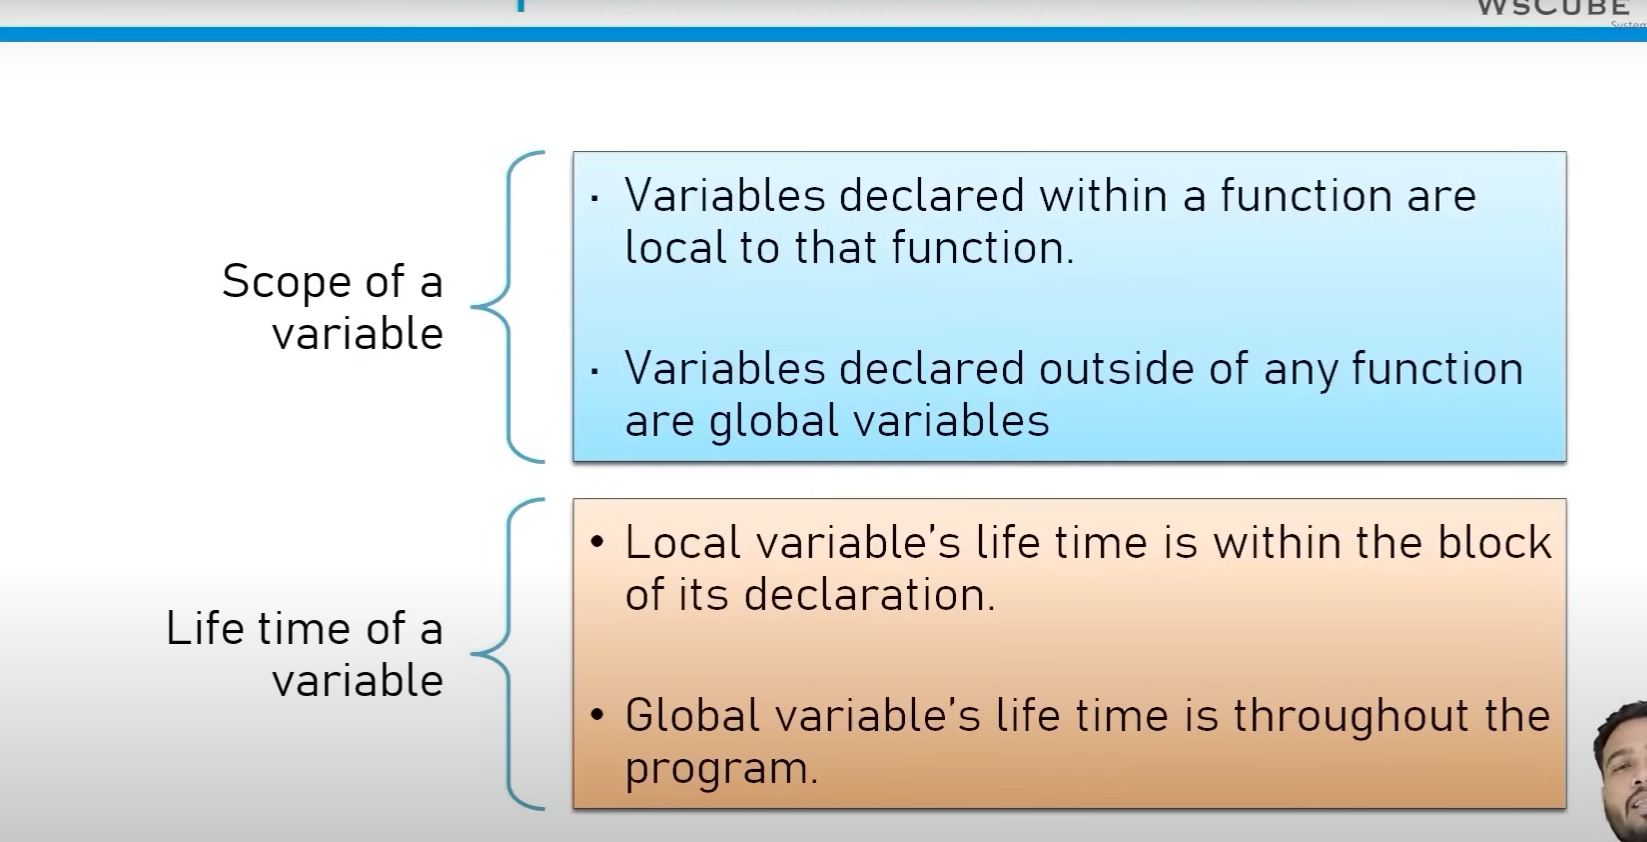 WSCUBE
System
Scope of a
variable
· Variables declared within a function are
local to that function.
· Variables declared outside of any function
are global variables
Life time of a
variable
• Local variable's life time is within the block
of its declaration.
• Global variable's life time is throughout the
program.